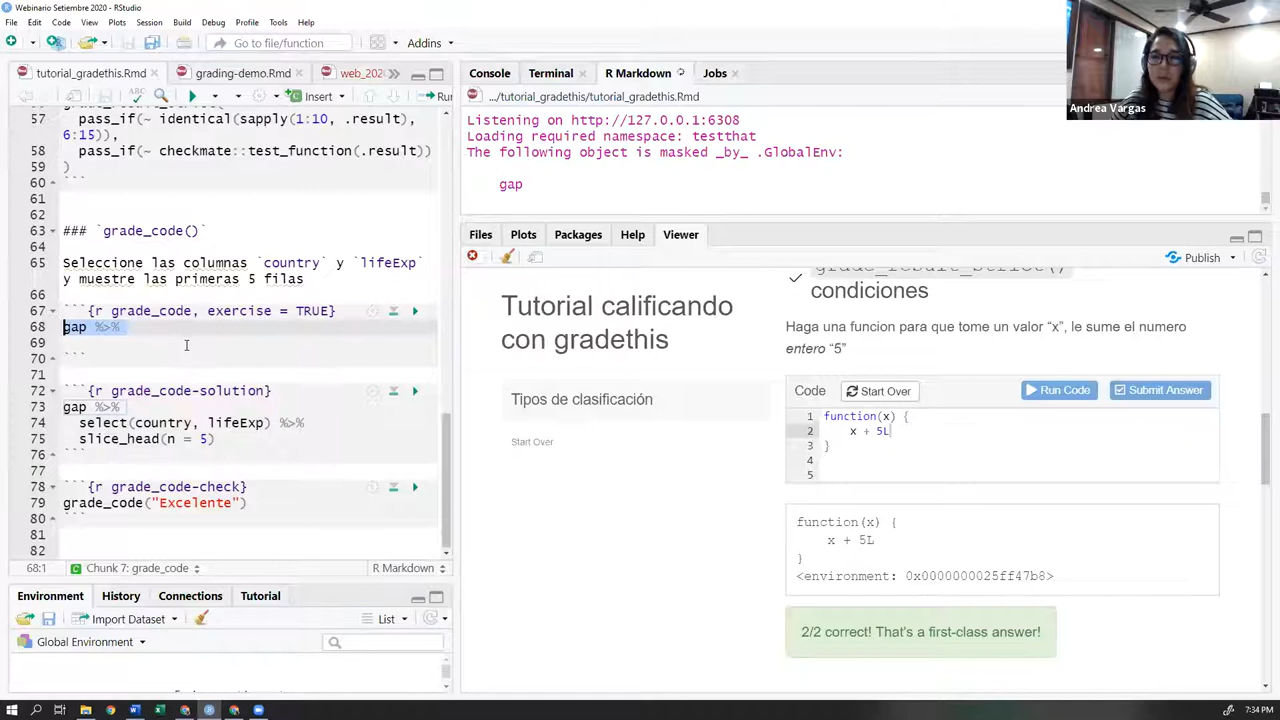 Webinario Setiembre 2020 - RStudio
File Edit Code View Plots Session Build Debug Profile Tools Help
Go to file/function Addins
tutorial_gradethis.Rmd grading-demo.Rmd web_202
Insert Run
57
pass_if(~ identical(sapply(1:10, .result),
6:15)),
58 pass_if(~ checkmate::test_function(.result))
59 )
60 ```
61
62
63 ### `grade_code()`
64
65 Seleccione las columnas `country` y `lifeExp`
y muestre las primeras 5 filas
66
67 ```{r grade_code, exercise = TRUE}
68 gap %>%
69
70 ```
71
72 ```{r grade_code-solution}
73 gap %>%
74 select(country, lifeExp) %>%
75 slice_head(n = 5)
76 ```
77
78 ```{r grade_code-check}
79 grade_code("Excelente")
80 ```
81
82
68:1 Chunk 7: grade_code R Markdown
Environment History Connections Tutorial
Import Dataset List
Global Environment
Console Terminal R Markdown Jobs
.../tutorial_gradethis/tutorial_gradethis.Rmd
Listening on http://127.0.0.1:6308
Loading required namespace: testthat
The following object is masked _by_ .GlobalEnv:
gap
Files Plots Packages Help Viewer
Publish
Tutorial calificando
con gradethis
Tipos de clasificación
Start Over
grade_result_strict()
condiciones
Haga una funcion para que tome un valor “x”, le sume el numero
entero “5”
Code Start Over Run Code Submit Answer
1 function(x) {
2 x + 5L
3 }
4
5
function(x) {
x + 5L
}
<environment: 0x0000000025ff47b8>
2/2 correct! That's a first-class answer!
Andrea Vargas
7:34 PM